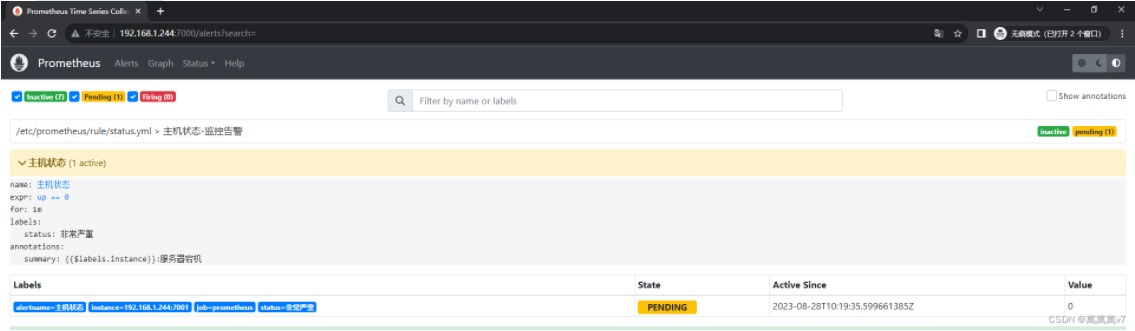 Prometheus Time Series Collec
不安全 | 192.168.1.244:7000/alerts?search=
无痕模式 (已打开 2 个窗口)
Prometheus Alerts Graph Status Help
Inactive (7) Pending (1) Firing (0)
Filter by name or labels
Show annotations
/etc/prometheus/rule/status.yml > 主机状态-监控告警
inactive pending (1)
主机状态 (1 active)
name: 主机状态
expr: up == 0
for: 1m
labels:
status: 非常严重
annotations:
summary: {{$labels.instance}}:服务器宕机
Labels State Active Since Value
alertname=主机状态 instance=192.168.1.244:7001 job=prometheus status=非常严重 PENDING 2023-08-28T10:19:35.599661385Z 0
CSDN @萬萬萬v7